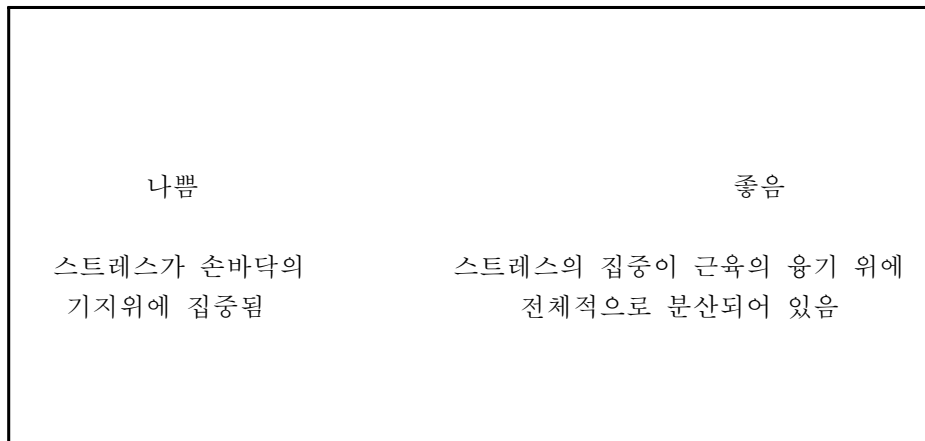 나쁨 좋음
스트레스가 손바닥의 스트레스의 집중이 근육의 융기 위에
기지위에 집중됨 전체적으로 분산되어 있음